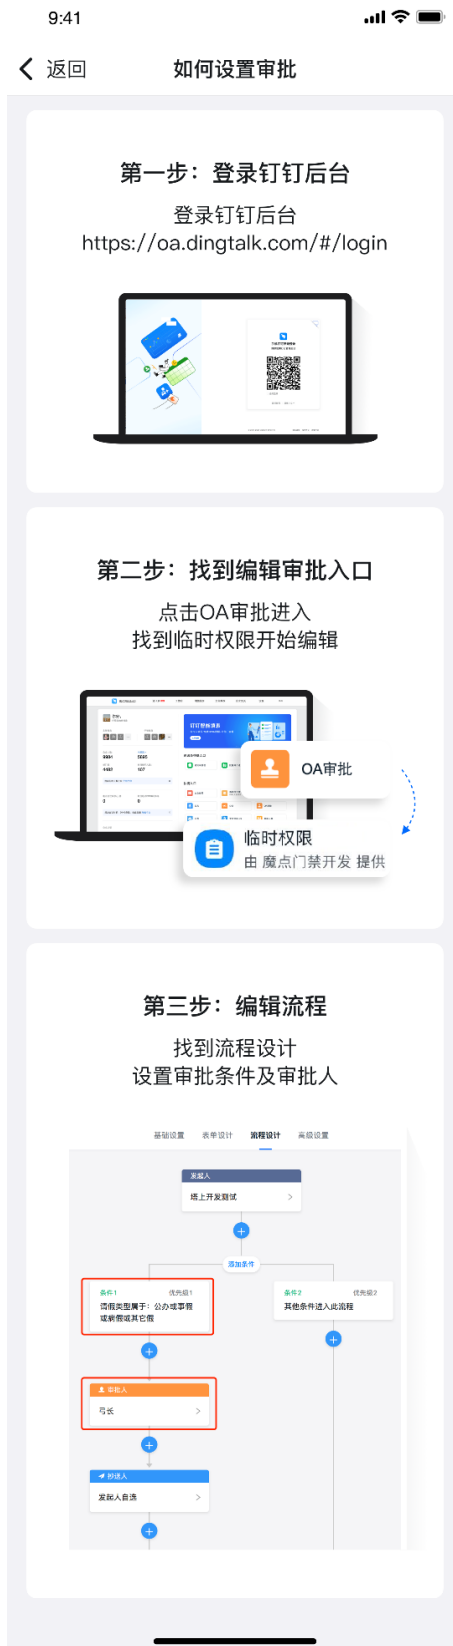 9:41
返回
如何设置审批
第一步：登录钉钉后台
登录钉钉后台
https://oa.dingtalk.com/#/login
第二步：找到编辑审批入口
点击OA审批进入
找到临时权限开始编辑
OA审批
临时权限
由 魔点门禁开发 提供
第三步：编辑流程
找到流程设计
设置审批条件及审批人
基础设置 表单设计 流程设计 高级设置
发起人
塔上开发测试
添加条件
条件1 优先级1
请假类型属于：公办或事假
或病假或其它假
条件2 优先级2
其他条件进入此流程
审批人
弓长
抄送人
发起人自选